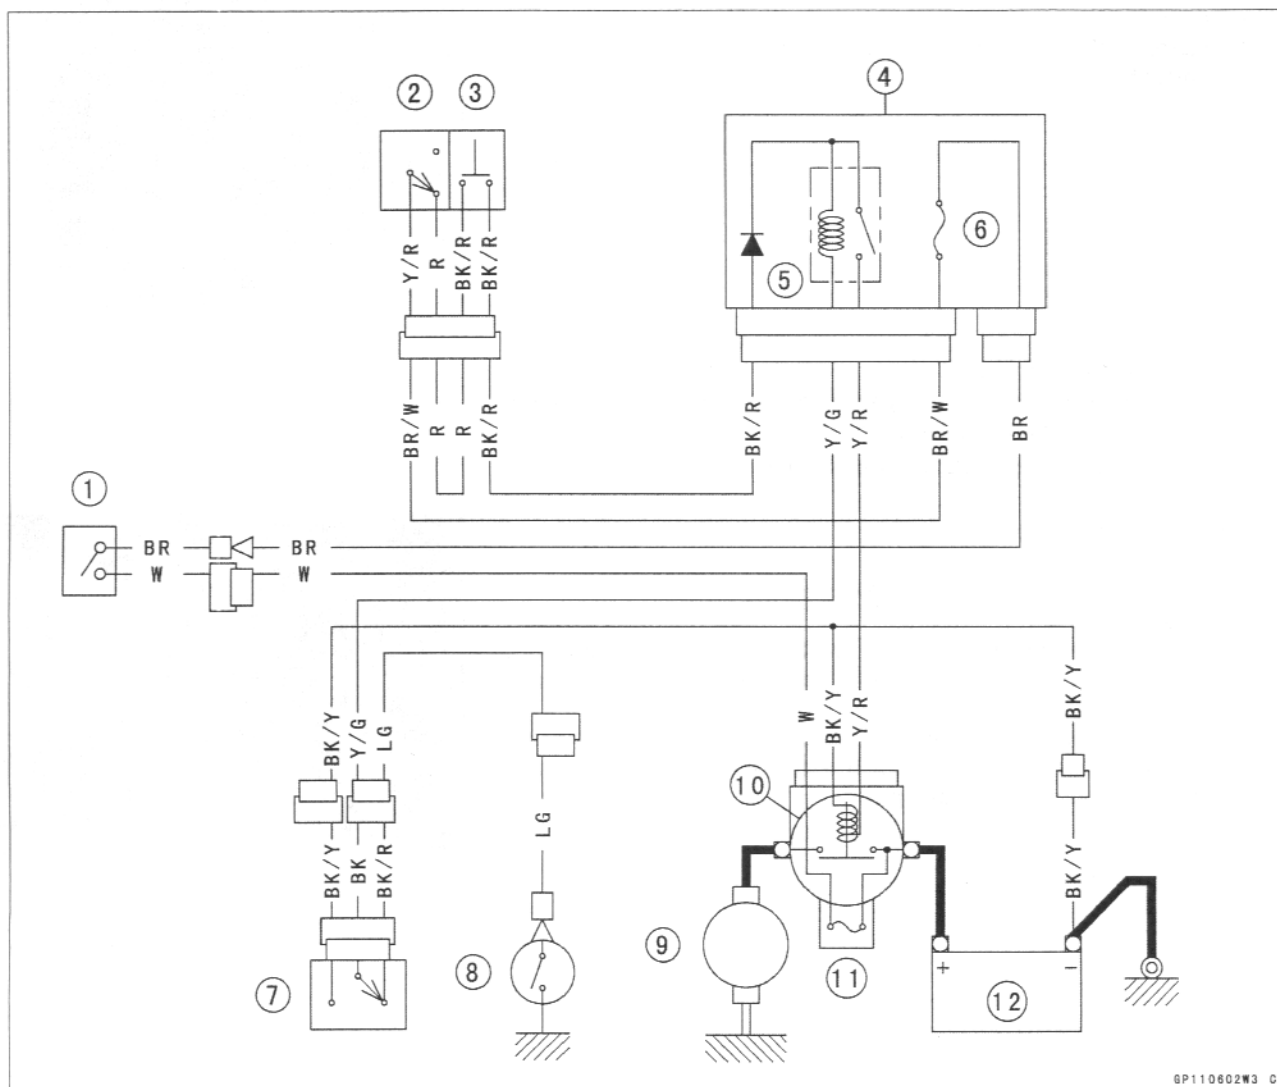 4
2 3
6
5
Y/R R BK/R BK/R
BR/W R R BK/R
BK/R Y/G Y/R BR/W BR
1
BR BR
W W
BK/Y Y/G LG
W BK/Y Y/R BK/Y
10
LG
BK/Y BK BK/R
BK/Y
9
8
7
11
+ −
12
GP110602W3 C